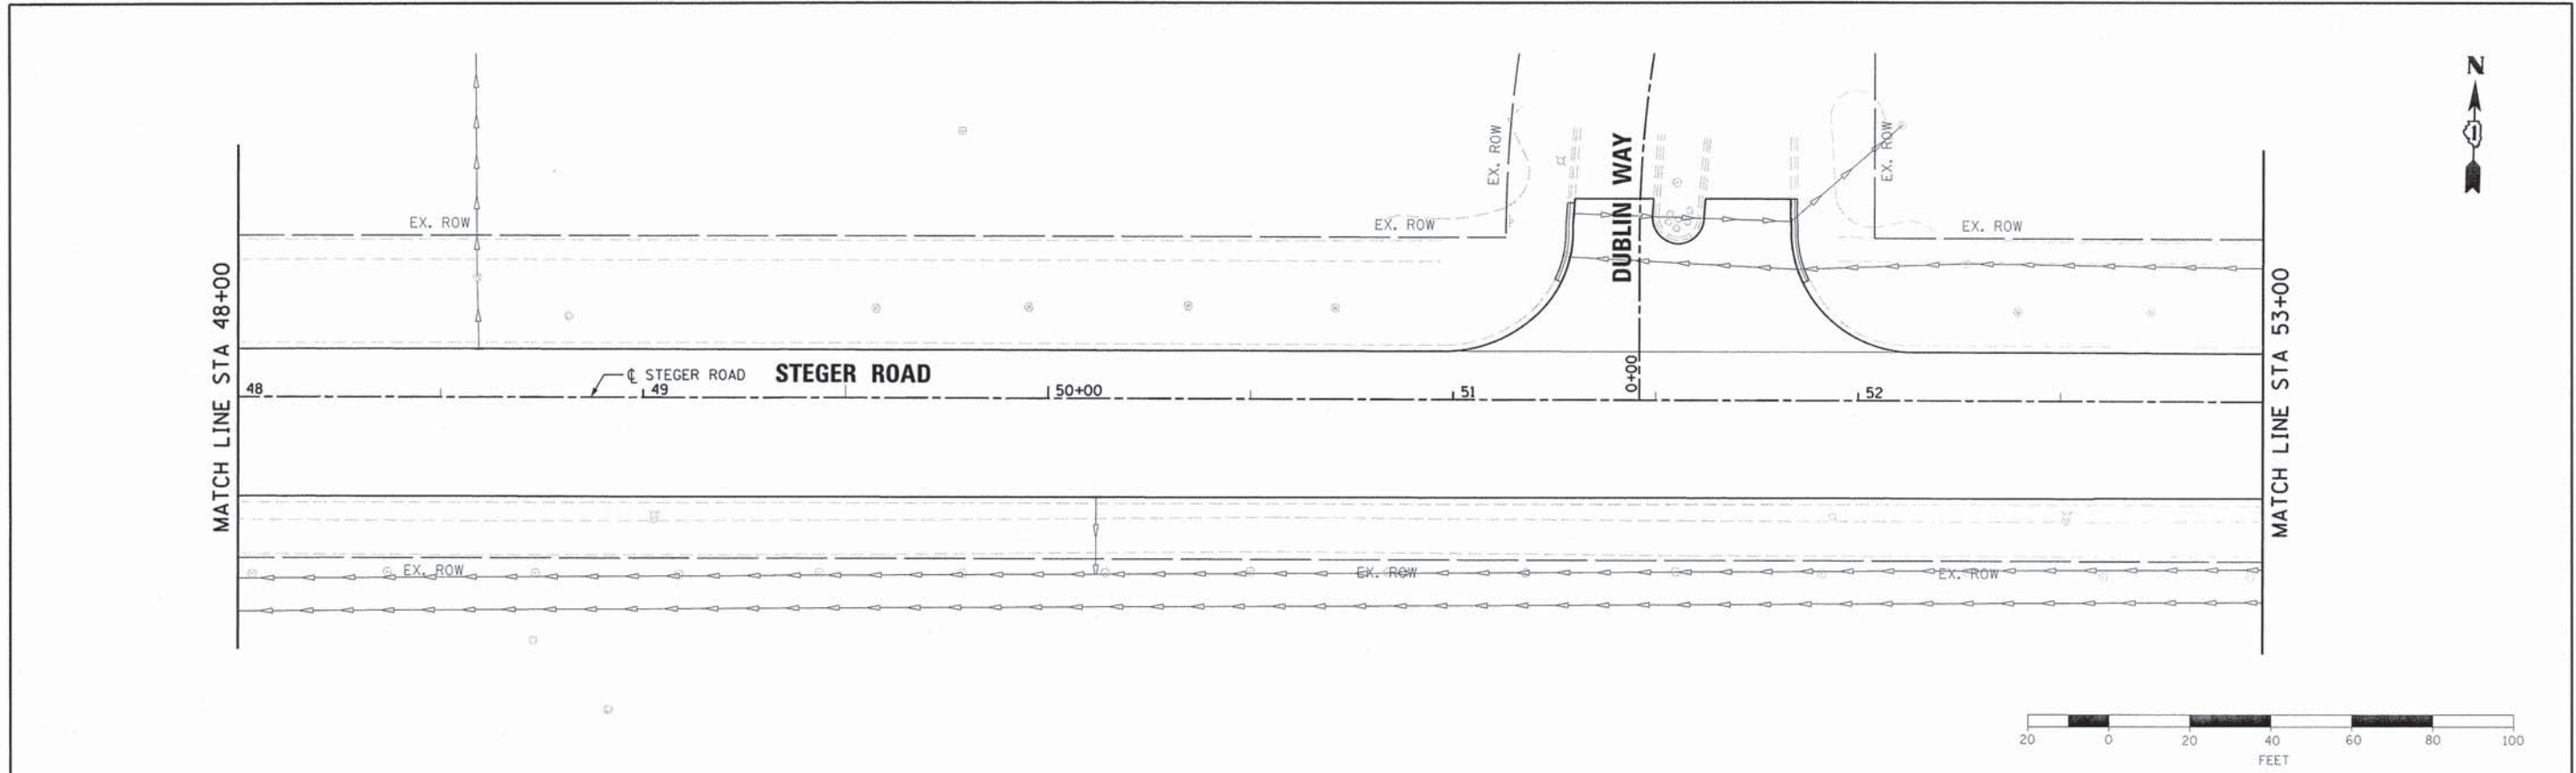 N
1
EX. ROW
DUBLIN WAY
EX. ROW
EX. ROW
EX. ROW
EX. ROW
MATCH LINE STA 48+00
MATCH LINE STA 53+00
℄ STEGER ROAD
STEGER ROAD
0+00
48
49
50+00
51
52
EX. ROW
EX. ROW
EX. ROW
20 0 20 40 60 80 100
FEET